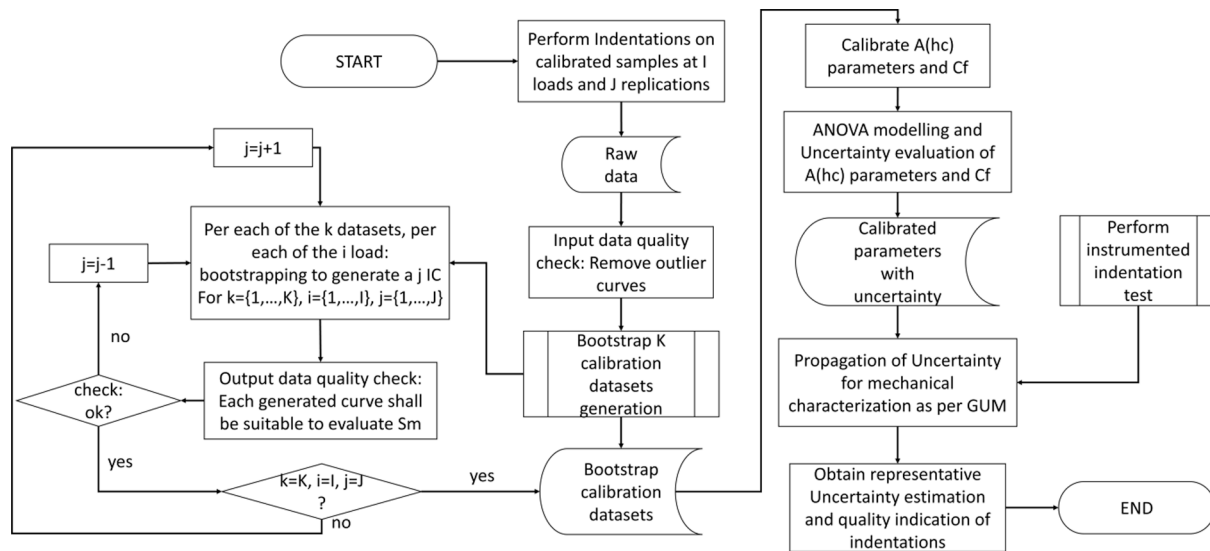 START
Perform Indentations on
calibrated samples at I
loads and J replications
Raw
data
Input data quality
check: Remove outlier
curves
Bootstrap K
calibration
datasets
generation
j=j+1
Per each of the k datasets, per
each of the i load:
bootstrapping to generate a j IC
For k={1,...,K}, i={1,...,I}, j={1,...,J}
j=j-1
no
Output data quality check:
Each generated curve shall
be suitable to evaluate Sm
check:
ok?
yes
k=K, i=I, j=J
?
no
yes
Bootstrap
calibration
datasets
Calibrate A(hc)
parameters and Cf
ANOVA modelling and
Uncertainty evaluation of
A(hc) parameters and Cf
Calibrated
parameters
with
uncertainty
Perform
instrumented
indentation
test
Propagation of Uncertainty
for mechanical
characterization as per GUM
Obtain representative
Uncertainty estimation
and quality indication of
indentations
END